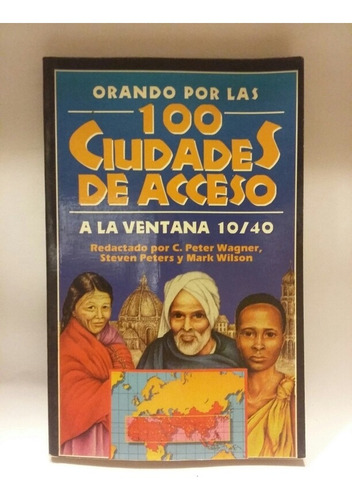 ORANDO POR LAS
100
CIUDADES
DE ACCESO
A LA VENTANA 10/40
Redactado por C. Peter Wagner,
Steven Peters y Mark Wilson